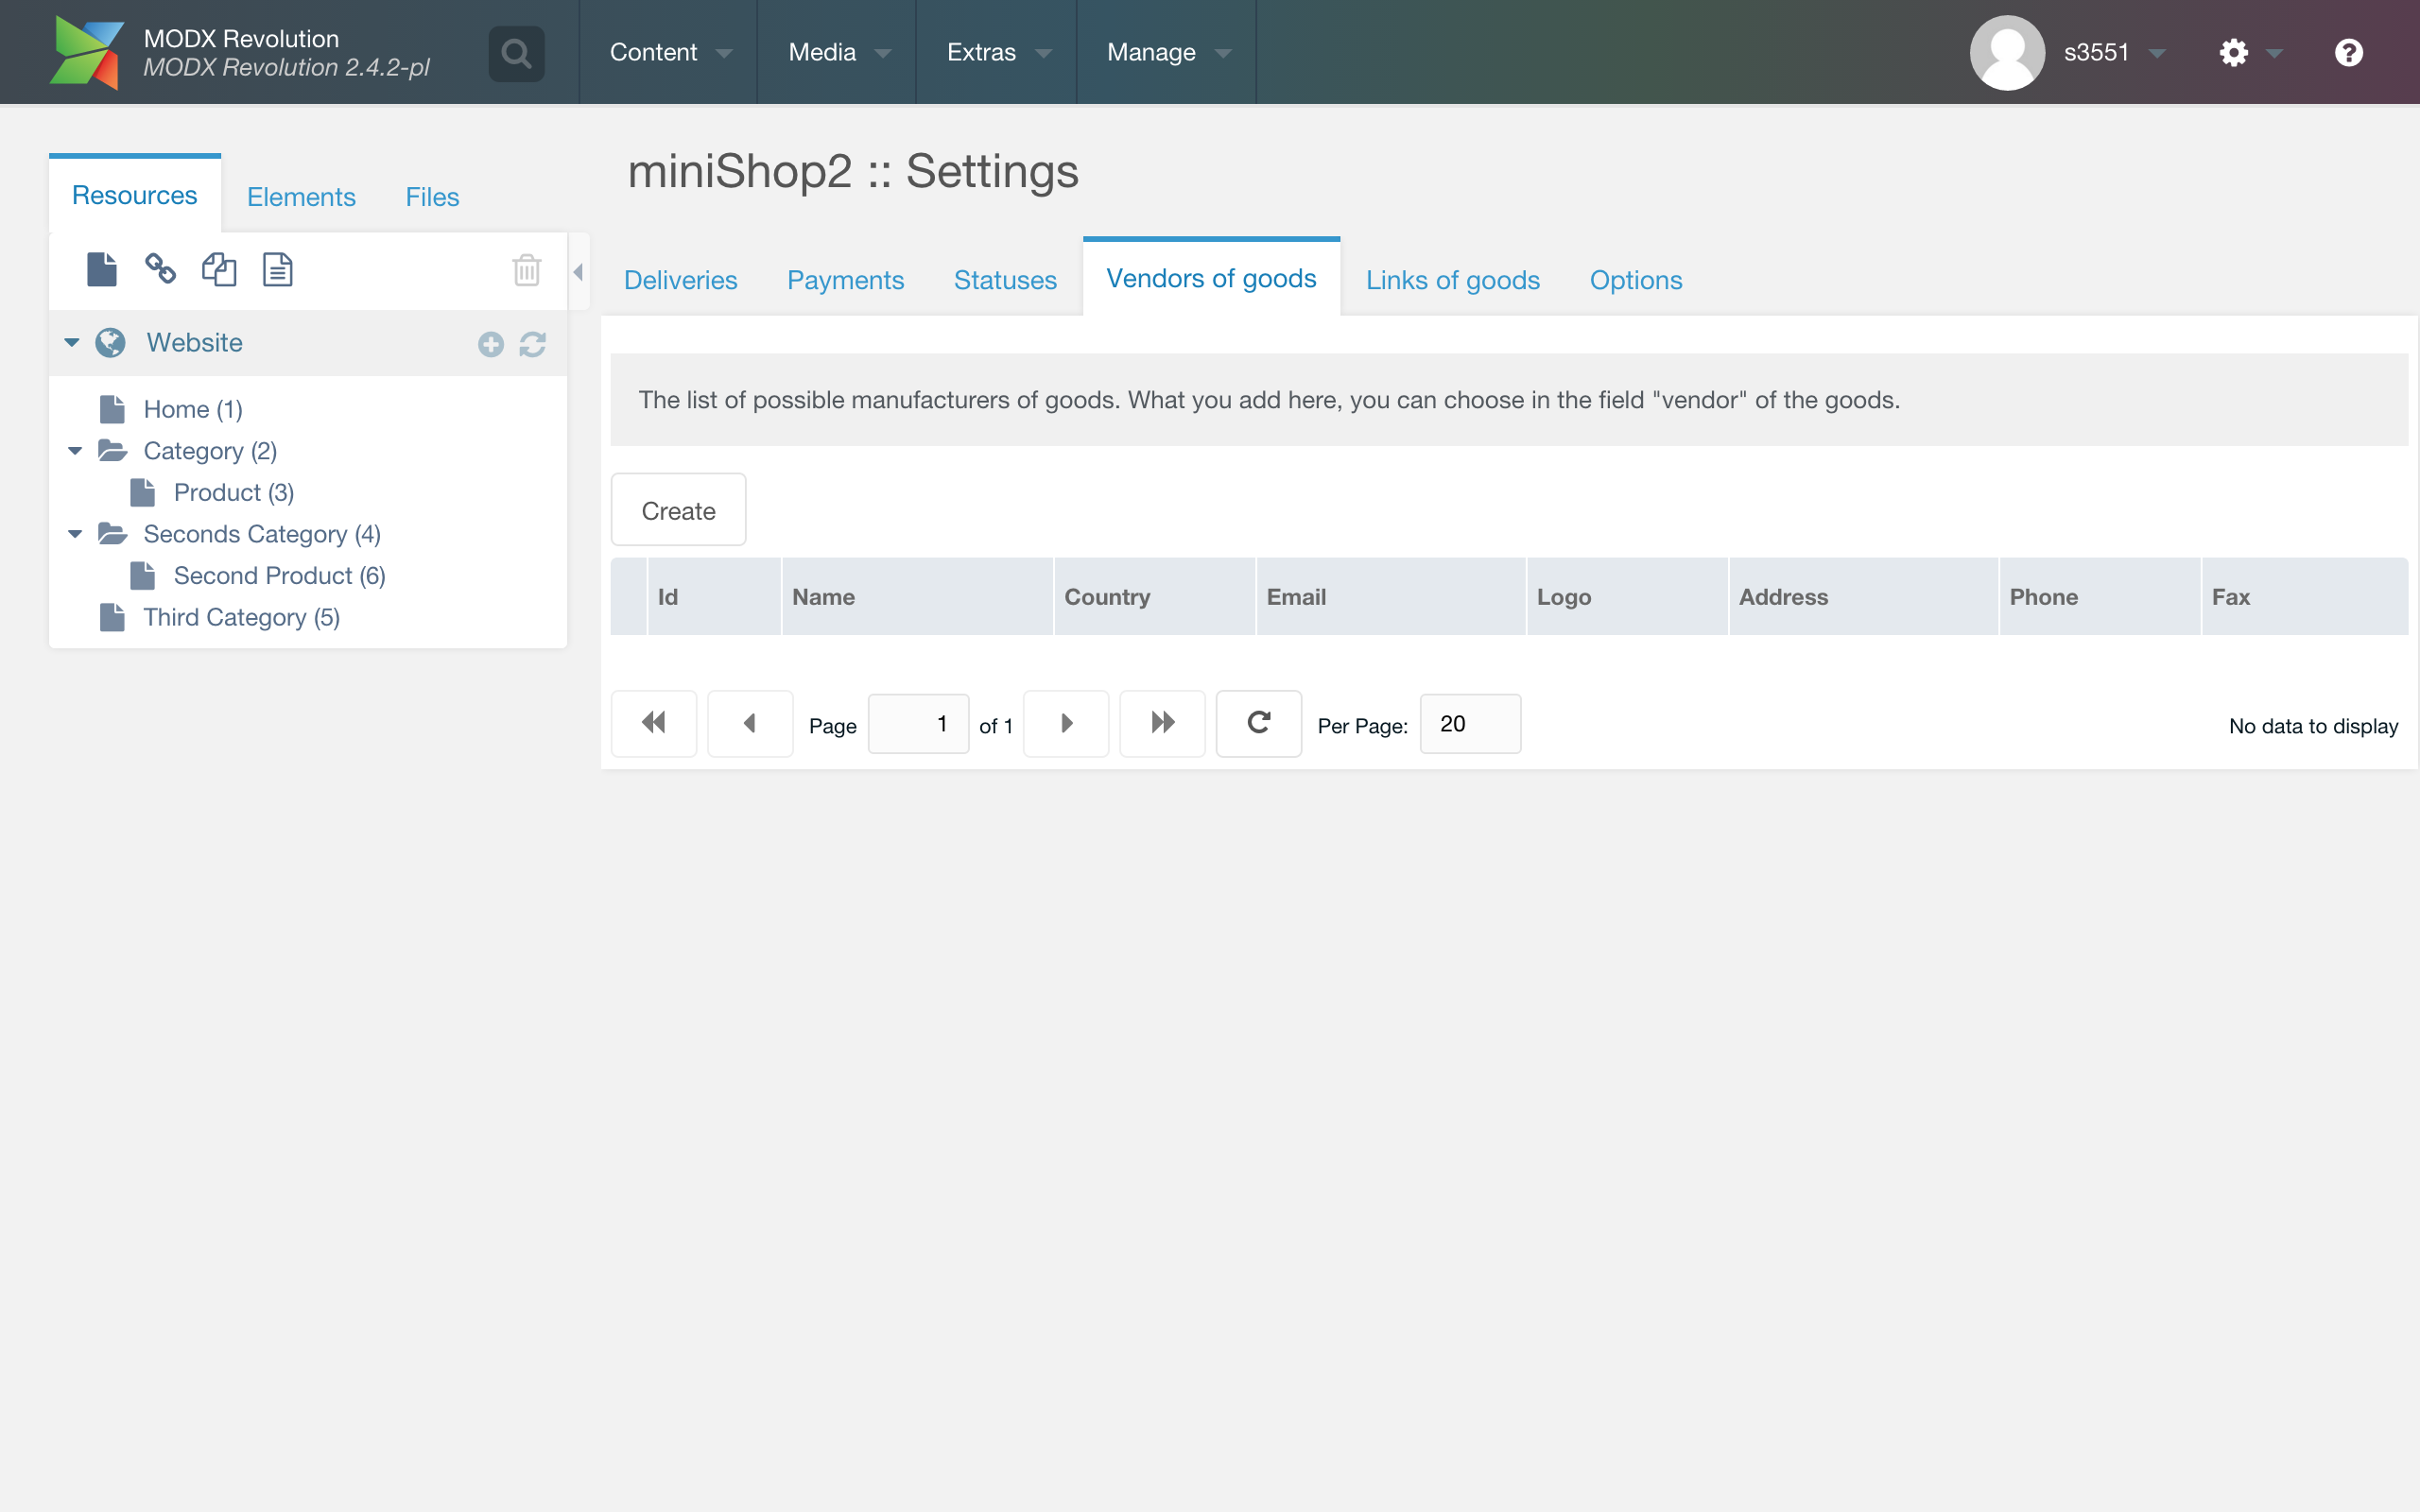 MODX Revolution
MODX Revolution 2.4.2-pl
Content
Media
Extras
Manage
s3551
Resources
Elements
Files
Website
Home (1)
Category (2)
Product (3)
Seconds Category (4)
Second Product (6)
Third Category (5)
miniShop2 :: Settings
Deliveries
Payments
Statuses
Vendors of goods
Links of goods
Options
The list of possible manufacturers of goods. What you add here, you can choose in the field "vendor" of the goods.
Create
Id
Name
Country
Email
Logo
Address
Phone
Fax
Page 1 of 1
Per Page: 20
No data to display